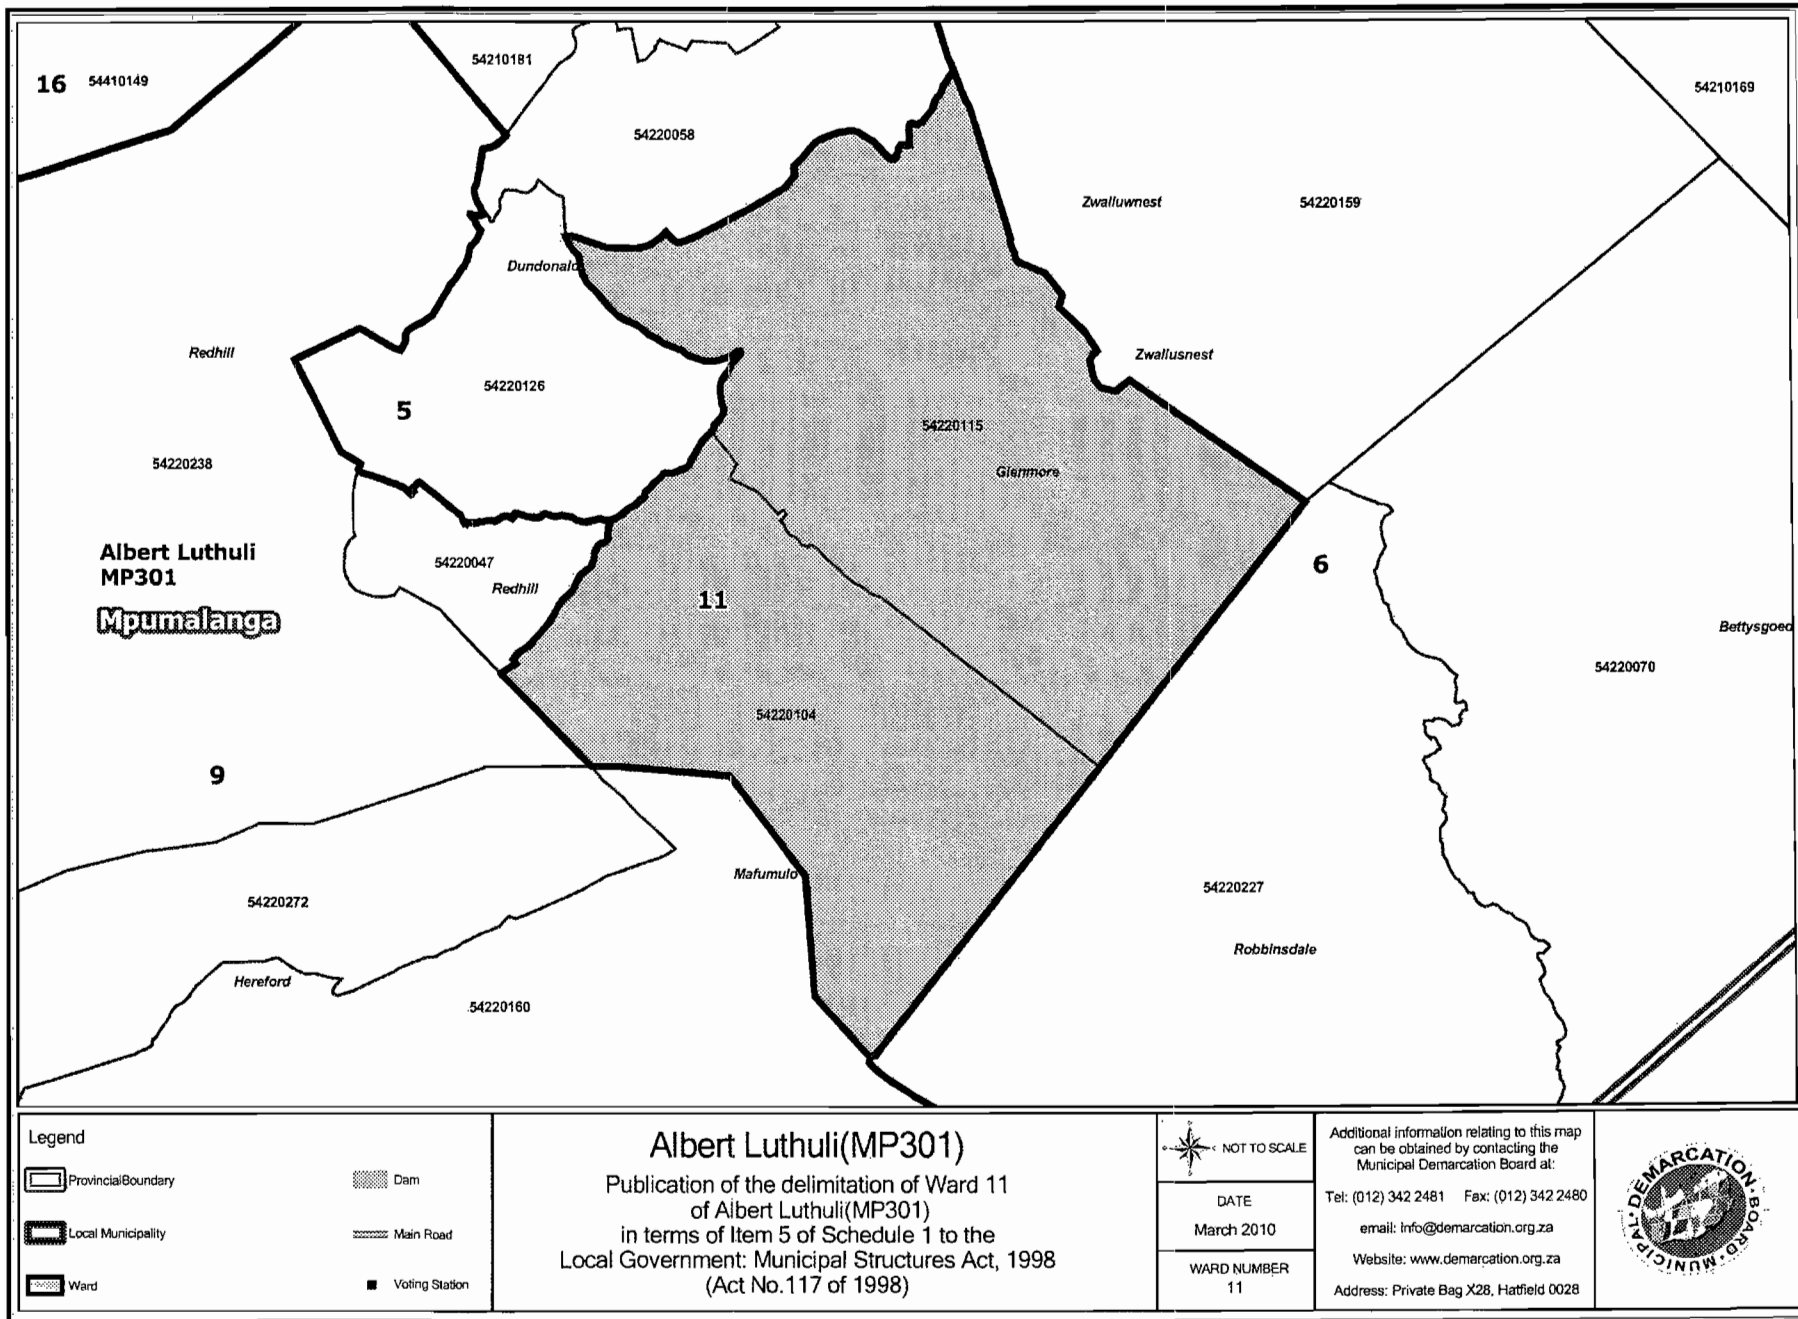 16 54410149
54210181
54210169
54220058
Zwalluwnest
54220159
Dundonald
Redhill
Zwallusnest
54220126
5
54220115
Glenmore
54220238
Albert Luthuli
MP301
Mpumalanga
54220047
Redhill
11
6
Bettysgoed
54220070
54220104
9
Mafumulo
54220272
54220227
Robbinsdale
Hereford
54220160
Legend
ProvincialBoundary
Dam
Local Municipality
Main Road
Ward
Voting Station
Albert Luthuli(MP301)
Publication of the delimitation of Ward 11
of Albert Luthuli(MP301)
in terms of Item 5 of Schedule 1 to the
Local Government: Municipal Structures Act, 1998
(Act No.117 of 1998)
NOT TO SCALE
DATE
March 2010
WARD NUMBER
11
Additional information relating to this map
can be obtained by contacting the
Municipal Demarcation Board at:
Tel: (012) 342 2481 Fax: (012) 342 2480
email: info@demarcation.org.za
Website: www.demarcation.org.za
Address: Private Bag X28, Hatfield 0028
MUNICIPAL • DEMARCATION • BOARD •